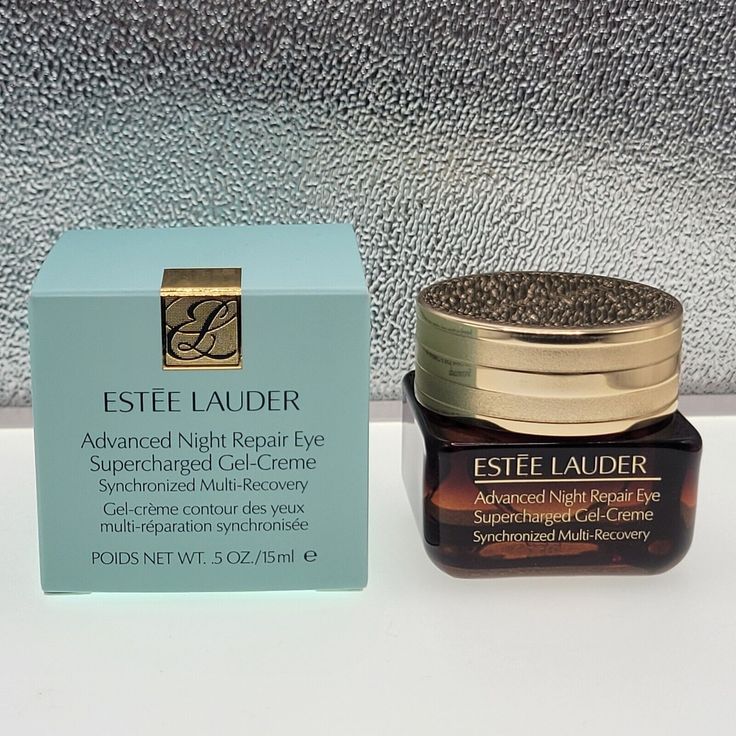 EL
ESTĒE LAUDER
Advanced Night Repair Eye
Supercharged Gel-Creme
Synchronized Multi-Recovery
Gel-crème contour des yeux
multi-réparation synchronisée
POIDS NET WT. .5 OZ./15 ml e
ESTĒE LAUDER
Advanced Night Repair Eye
Supercharged Gel-Creme
Synchronized Multi-Recovery